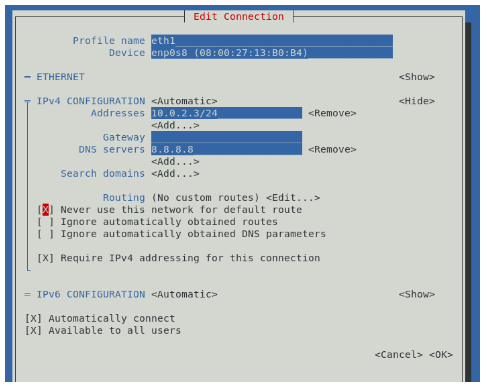 Edit Connection
Profile name eth1
Device enp0s8 (08:00:27:13:B0:B4)
ETHERNET <Show>
IPv4 CONFIGURATION <Automatic> <Hide>
Addresses 10.0.2.3/24 <Remove>
<Add...>
Gateway
DNS servers 8.8.8.8 <Remove>
<Add...>
Search domains <Add...>
Routing (No custom routes) <Edit...>
[X] Never use this network for default route
[ ] Ignore automatically obtained routes
[ ] Ignore automatically obtained DNS parameters
[X] Require IPv4 addressing for this connection
= IPv6 CONFIGURATION <Automatic> <Show>
[X] Automatically connect
[X] Available to all users
<Cancel> <OK>